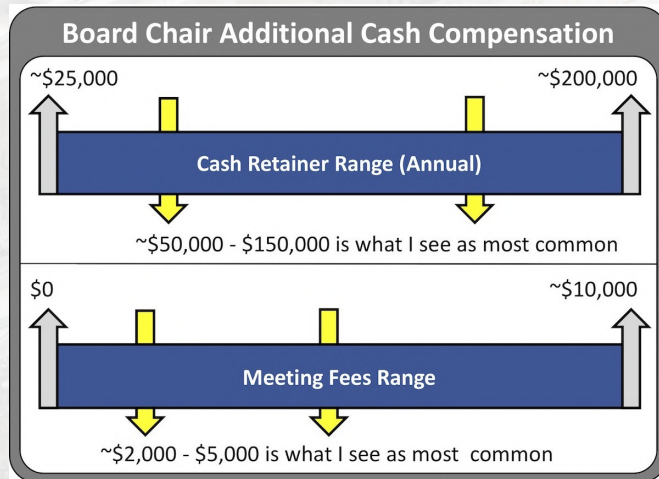 Board Chair Additional Cash Compensation
~$25,000
~$200,000
Cash Retainer Range (Annual)
~$50,000 - $150,000 is what I see as most common
$0
~$10,000
Meeting Fees Range
~$2,000 - $5,000 is what I see as most common